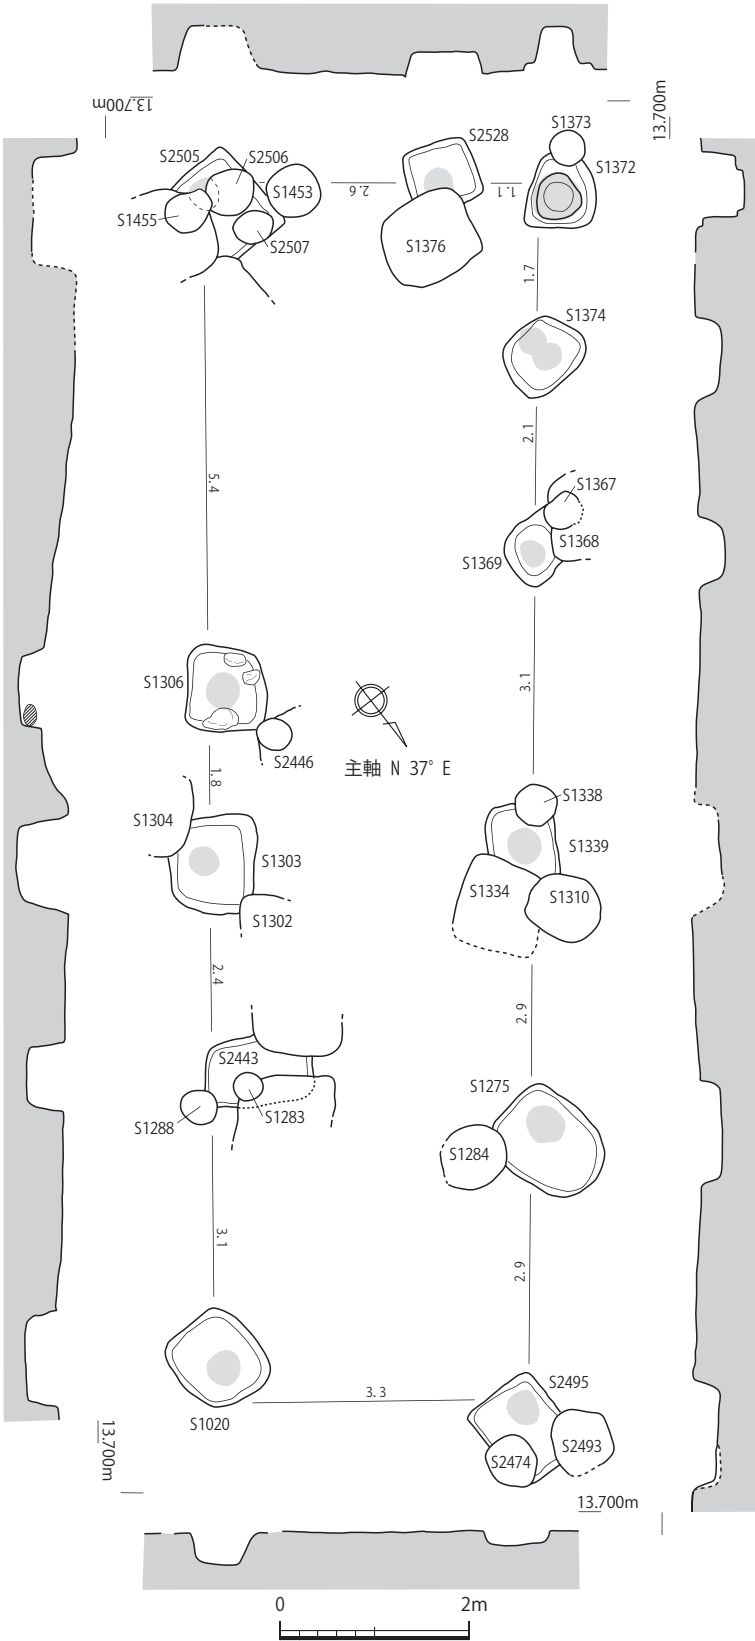 13.700m
13.700m
S1373
S2528
S2505
S2506
S1372
S1453
2.6
1.1
S1455
S1376
S2507
1.7
S1374
2.1
5.4
S1367
S1368
S1369
S1306
3.1
S2446
主軸 N 37° E
1.8
S1338
S1304
S1339
S1303
S1334
S1310
S1302
2.4
2.9
S2443
S1275
S1283
S1288
S1284
3.1
2.9
S2495
3.3
S1020
13.700m
S2493
S2474
13.700m
0 2m